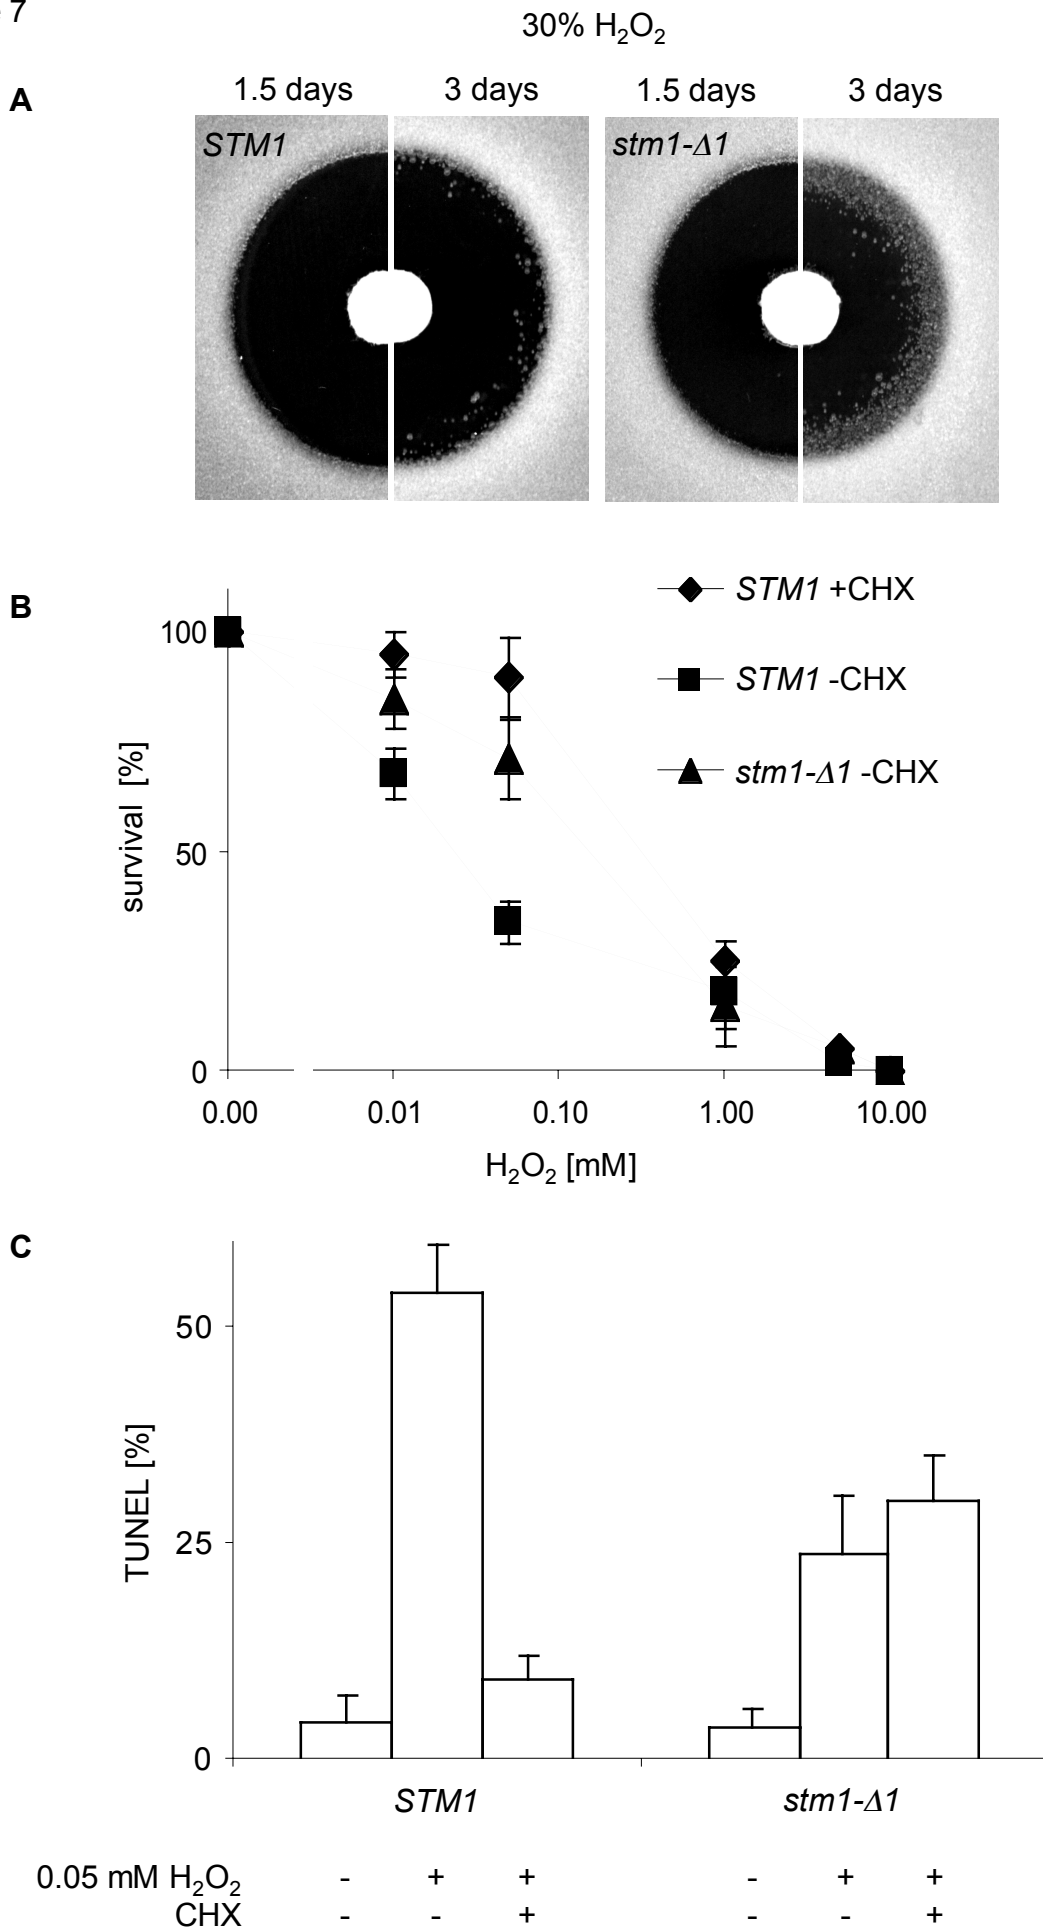 7
30% H₂O₂
A
1.5 days 3 days 1.5 days 3 days
STM1 stm1-Δ1
B
STM1 +CHX
STM1 -CHX
stm1-Δ1 -CHX
100
50
0
survival [%]
0.00 0.01 0.10 1.00 10.00
H₂O₂ [mM]
C
50
25
0
TUNEL [%]
STM1 stm1-Δ1
0.05 mM H₂O₂ - + + - + +
CHX - - + - - +